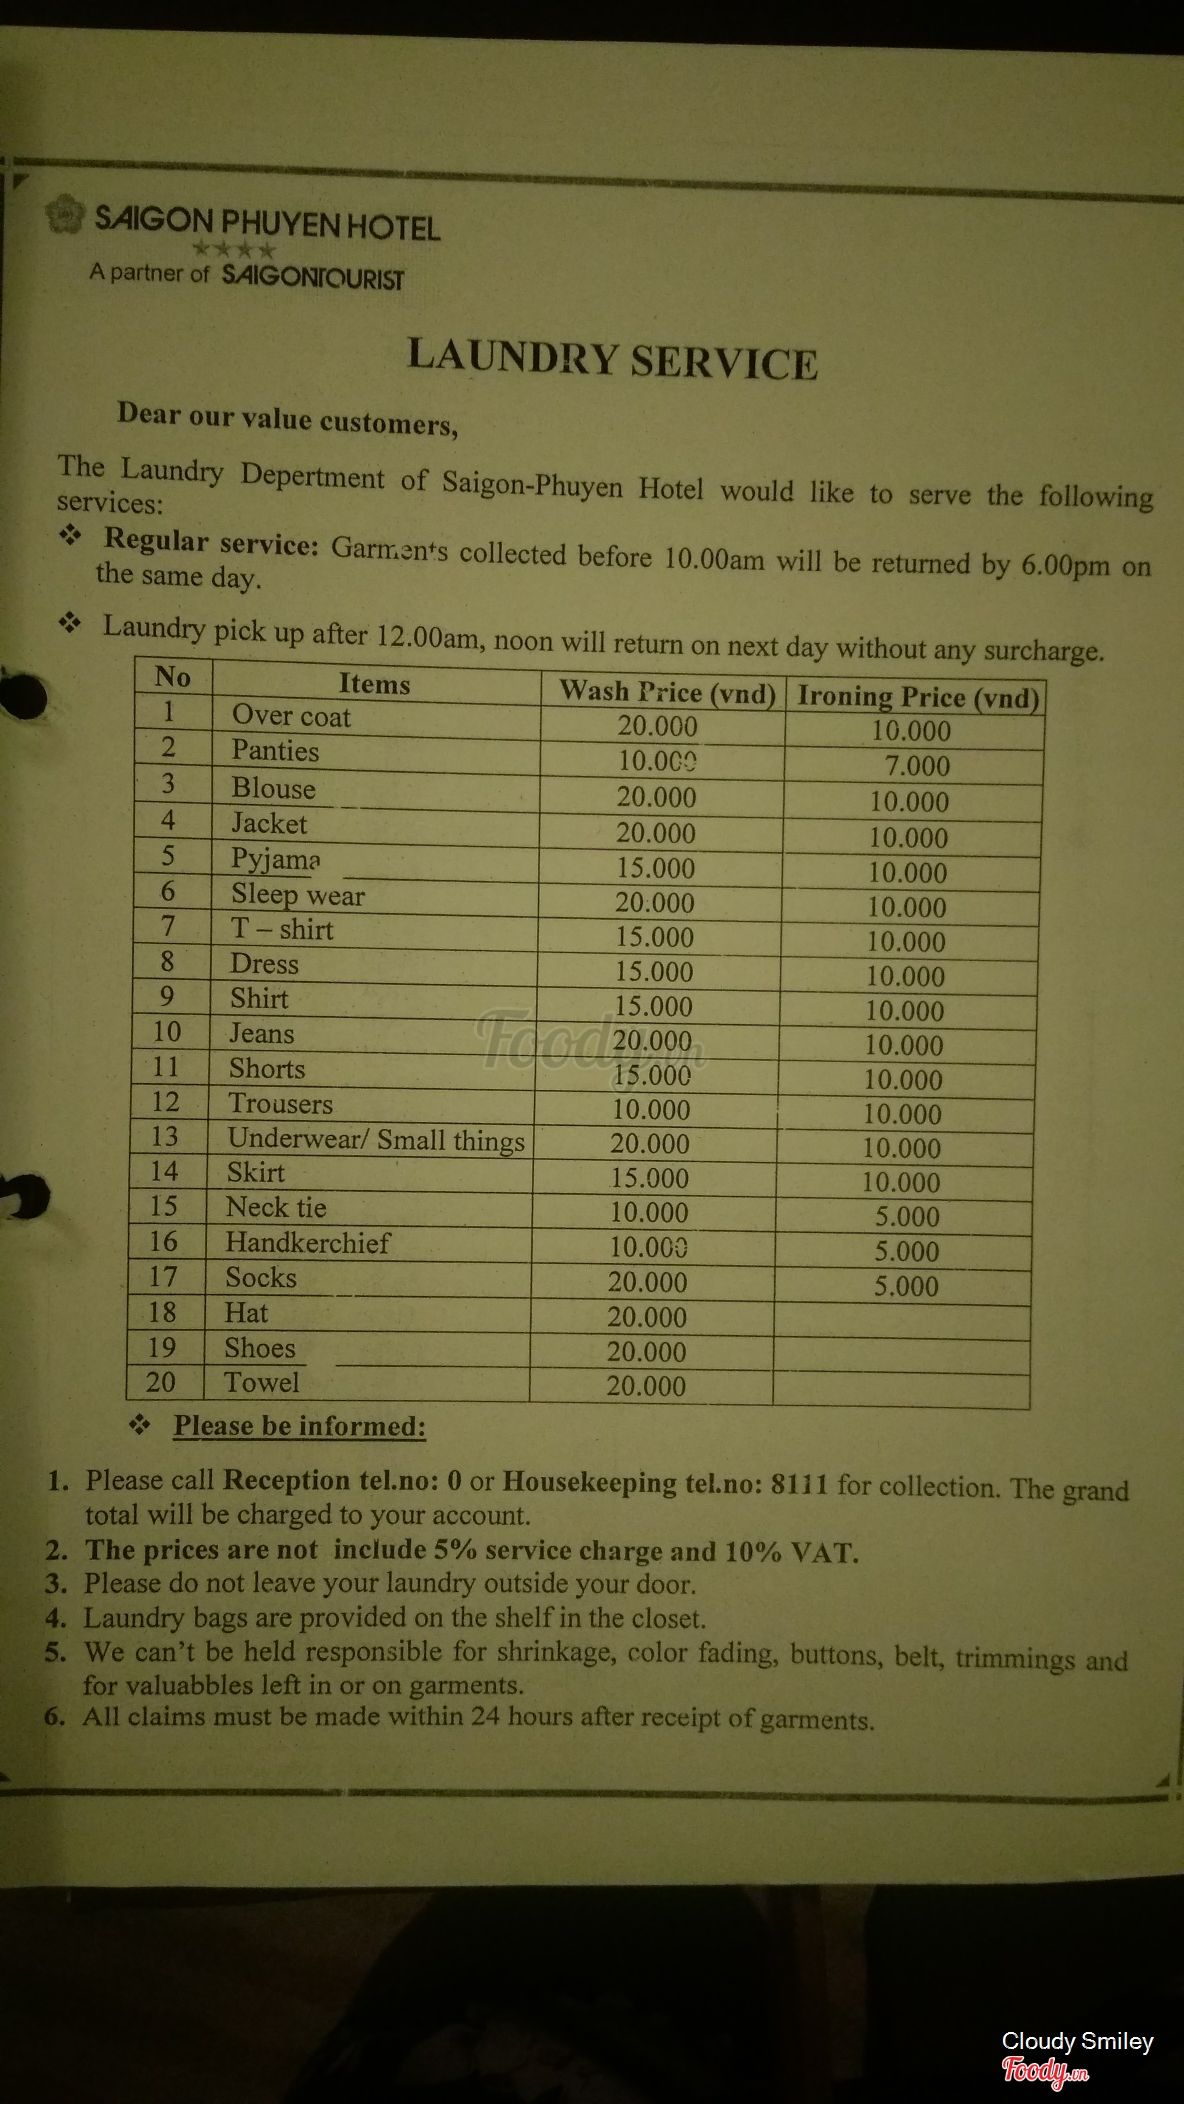 SAIGON PHUYEN HOTEL
A partner of SAIGONTOURIST
LAUNDRY SERVICE
Dear our value customers,
The Laundry Depertment of Saigon-Phuyen Hotel would like to serve the following
services:
❖ Regular service: Garments collected before 10.00am will be returned by 6.00pm on
the same day.
❖ Laundry pick up after 12.00am, noon will return on next day without any surcharge.
No Items Wash Price (vnd) Ironing Price (vnd)
1 Over coat 20.000 10.000
2 Panties 10.000 7.000
3 Blouse 20.000 10.000
4 Jacket 20.000 10.000
5 Pyjama 15.000 10.000
6 Sleep wear 20.000 10.000
7 T – shirt 15.000 10.000
8 Dress 15.000 10.000
9 Shirt 15.000 10.000
10 Jeans 20.000 10.000
11 Shorts 15.000 10.000
12 Trousers 10.000 10.000
13 Underwear/ Small things 20.000 10.000
14 Skirt 15.000 10.000
15 Neck tie 10.000 5.000
16 Handkerchief 10.000 5.000
17 Socks 20.000 5.000
18 Hat 20.000
19 Shoes 20.000
20 Towel 20.000
❖ Please be informed:
1. Please call Reception tel.no: 0 or Housekeeping tel.no: 8111 for collection. The grand
total will be charged to your account.
2. The prices are not include 5% service charge and 10% VAT.
3. Please do not leave your laundry outside your door.
4. Laundry bags are provided on the shelf in the closet.
5. We can't be held responsible for shrinkage, color fading, buttons, belt, trimmings and
for valuabbles left in or on garments.
6. All claims must be made within 24 hours after receipt of garments.
Foody.vn
Cloudy Smiley
Foody.vn